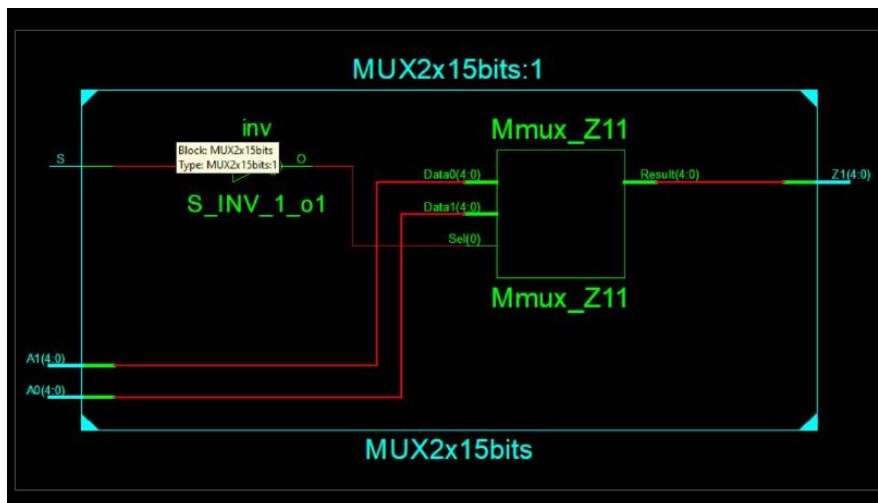 MUX2x15bits:1
inv
Mmux_Z11
Block: MUX2x15bits
Type: MUX2x15bits:1
S
O
Data0(4:0)
Result(4:0)
Z1(4:0)
S_INV_1_o1
Data1(4:0)
Sel(0)
Mmux_Z11
A1(4:0)
A0(4:0)
MUX2x15bits